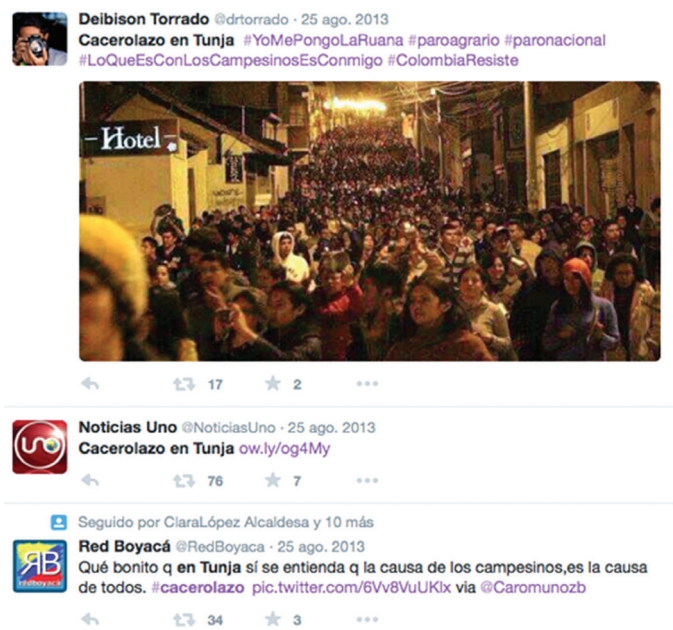 Deibison Torrado @drtorrado · 25 ago. 2013
Cacerolazo en Tunja #YoMePongoLaRuana #paroagrario #paronacional
#LoQueEsConLosCampesinosEsConmigo #ColombiaResiste
Hotel
17 2
uno
Noticias Uno @NoticiasUno · 25 ago. 2013
Cacerolazo en Tunja ow.ly/og4My
76 7
Seguido por ClaraLópez Alcaldesa y 10 más
RB
redboyacá
Red Boyacá @RedBoyaca · 25 ago. 2013
Qué bonito q en Tunja sí se entienda q la causa de los campesinos,es la causa
de todos. #cacerolazo pic.twitter.com/6Vv8VuUKlx via @Caromunozb
34 3